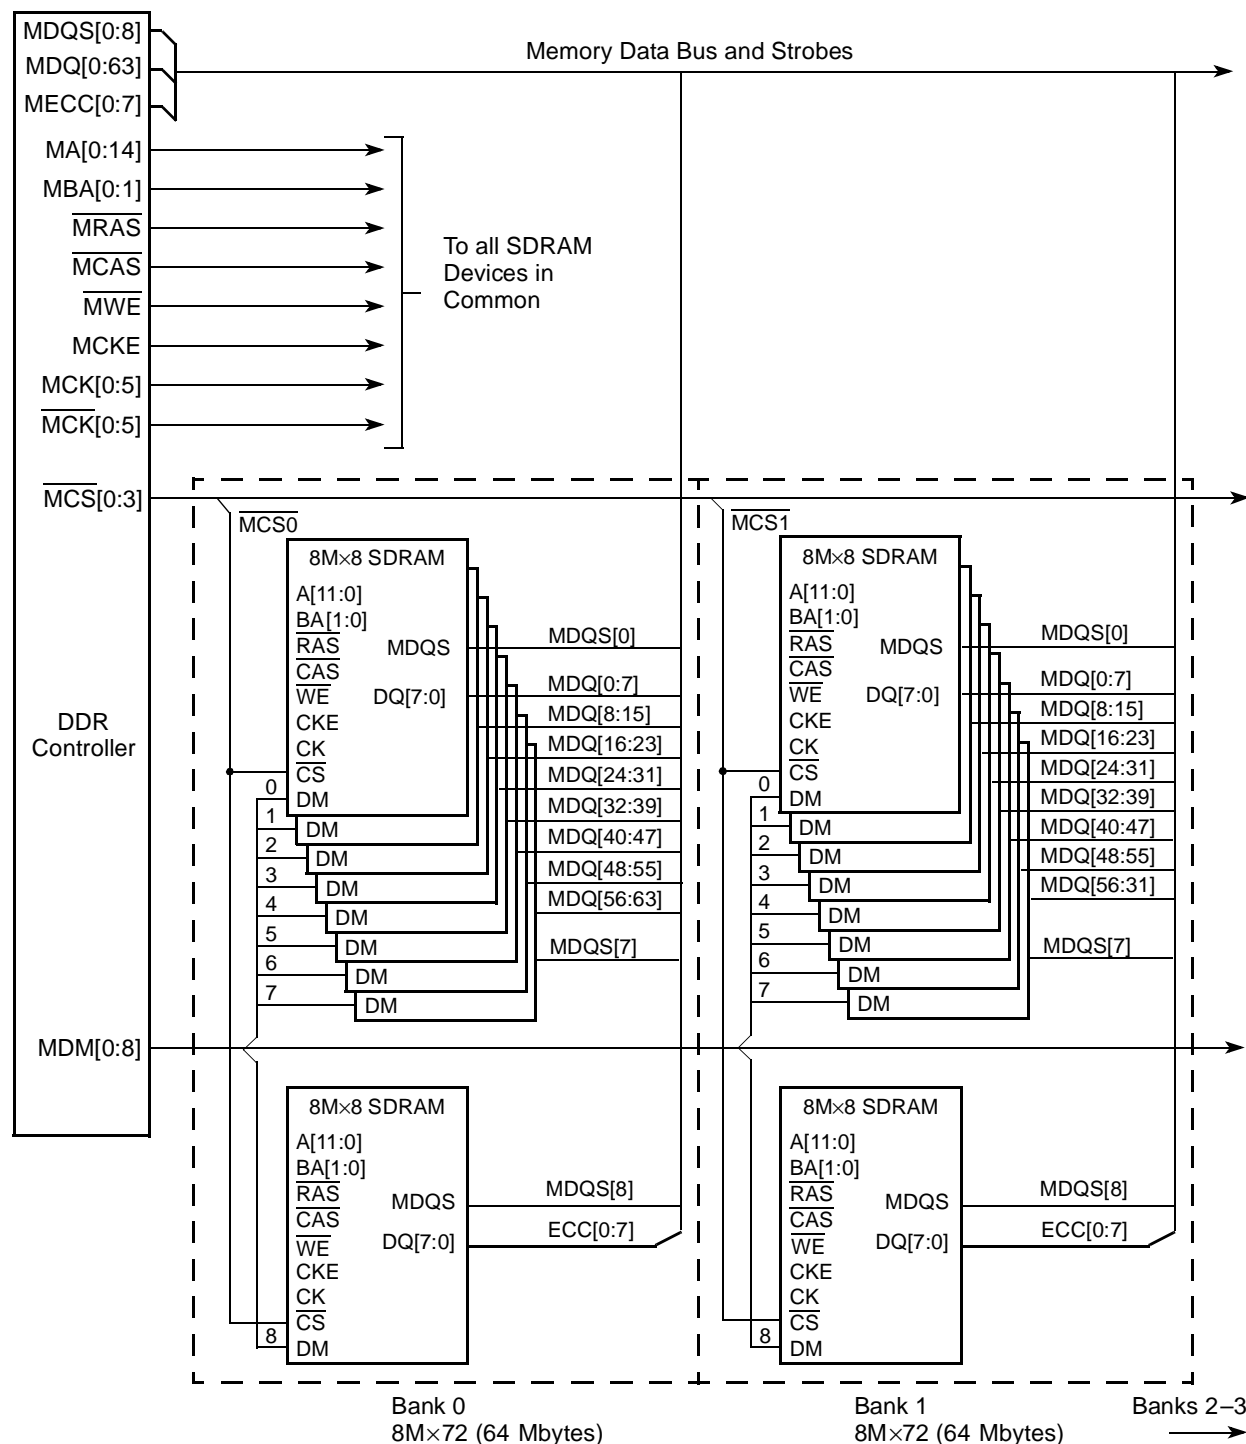 MDQS[0:8]
MDQ[0:63]
MECC[0:7]
Memory Data Bus and Strobes
MA[0:14]
MBA[0:1]
MRAS
MCAS
MWE
MCKE
MCK[0:5]
MCK[0:5]
To all SDRAM
Devices in
Common
MCS[0:3]
DDR
Controller
MDM[0:8]
MCS0
8M×8 SDRAM
A[11:0]
BA[1:0]
RAS
CAS
WE
CKE
CK
CS
DM
MDQS
DQ[7:0]
0
1
2
3
4
5
6
7
DM
DM
DM
DM
DM
DM
DM
MDQS[0]
MDQ[0:7]
MDQ[8:15]
MDQ[16:23]
MDQ[24:31]
MDQ[32:39]
MDQ[40:47]
MDQ[48:55]
MDQ[56:63]
MDQS[7]
MCS1
8M×8 SDRAM
A[11:0]
BA[1:0]
RAS
CAS
WE
CKE
CK
CS
DM
MDQS
DQ[7:0]
0
1
2
3
4
5
6
7
DM
DM
DM
DM
DM
DM
DM
MDQS[0]
MDQ[0:7]
MDQ[8:15]
MDQ[16:23]
MDQ[24:31]
MDQ[32:39]
MDQ[40:47]
MDQ[48:55]
MDQ[56:31]
MDQS[7]
8M×8 SDRAM
A[11:0]
BA[1:0]
RAS
CAS
WE
CKE
CK
CS
DM
MDQS
DQ[7:0]
8
MDQS[8]
ECC[0:7]
8M×8 SDRAM
A[11:0]
BA[1:0]
RAS
CAS
WE
CKE
CK
CS
DM
MDQS
DQ[7:0]
8
MDQS[8]
ECC[0:7]
Bank 0
8M×72 (64 Mbytes)
Bank 1
8M×72 (64 Mbytes)
Banks 2–3